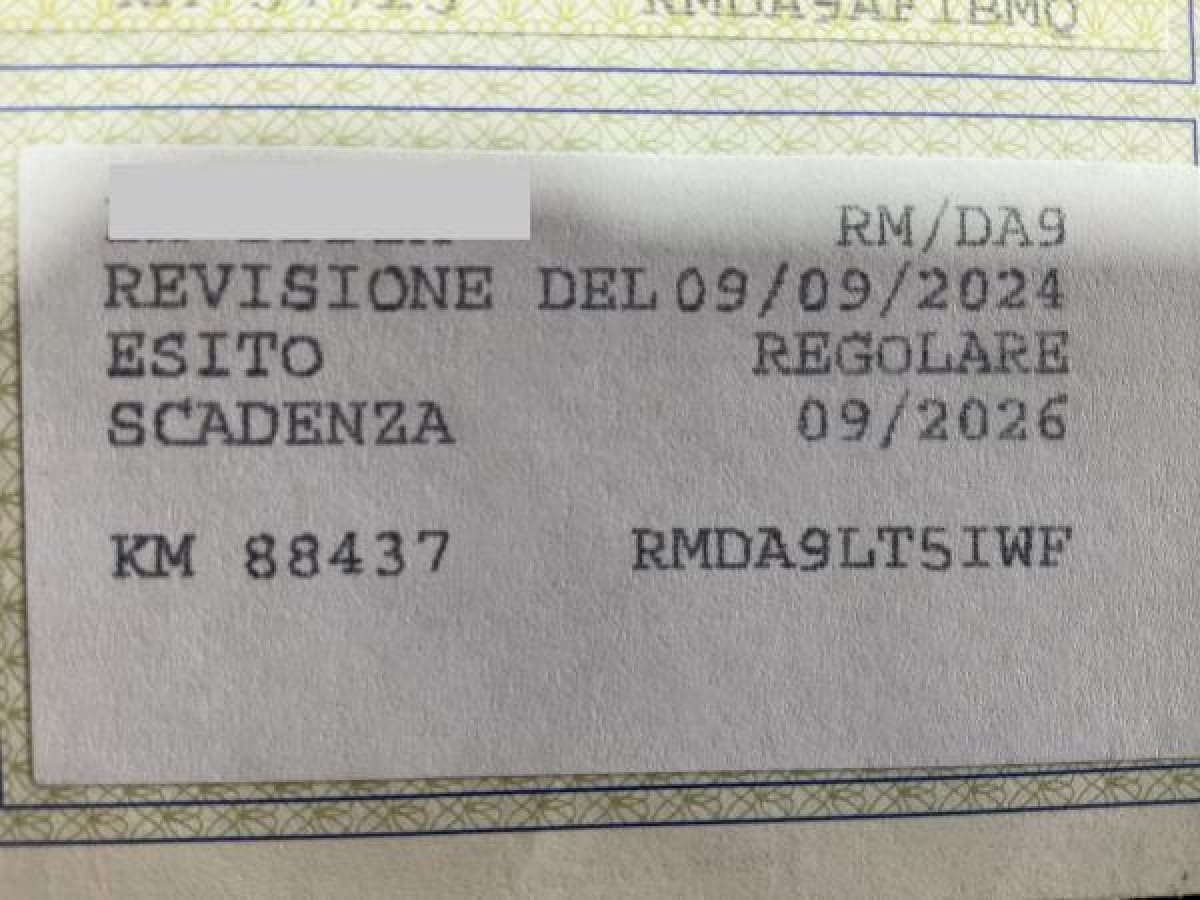 RM/DA9
REVISIONE DEL 09/09/2024
ESITO REGOLARE
SCADENZA 09/2026
KM 88437 RMDA9LT5IWF